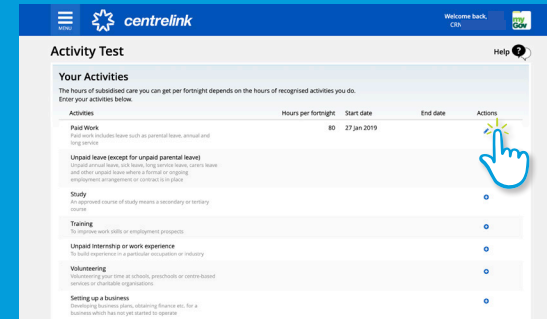 MENU
centrelink
Welcome back,
CRN
my
Gov
Activity Test
Help ?
Your Activities
The hours of subsidised care you can get per fortnight depends on the hours of recognised activities you do.
Enter your activities below.
Activities Hours per fortnight Start date End date Actions
Paid Work 80 27 Jan 2019
Paid work includes leave such as parental leave, annual and
long service
Unpaid leave (except for unpaid parental leave)
Unpaid annual leave, sick leave, long service leave, carers leave
and other unpaid leave where a formal or ongoing
employment arrangement or contract is in place
Study
An approved course of study means a secondary or tertiary
course
Training
To improve work skills or employment prospects
Unpaid Internship or work experience
To build experience in a particular occupation or industry
Volunteering
Volunteering your time at schools, preschools or centre-based
services or charitable organisations
Setting up a business
Developing business plans, obtaining finance etc. for a
business which has not yet started to operate